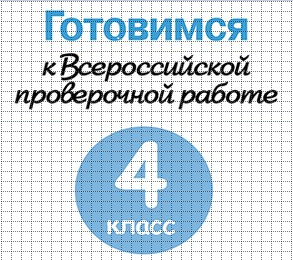 Готовимся
к Всероссийской
проверочной работе
4
класс